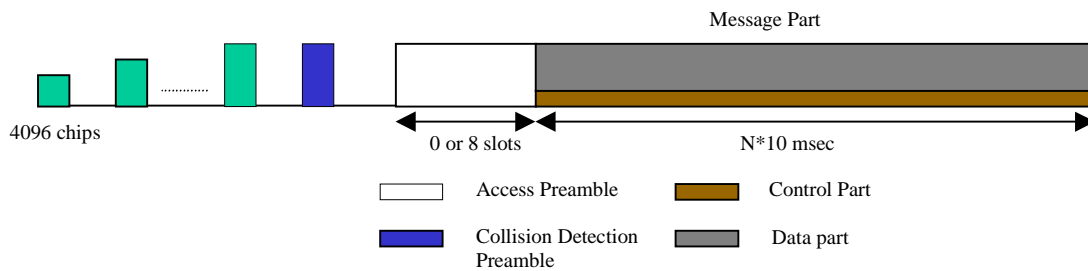 Message Part
4096 chips
0 or 8 slots
N*10 msec
Access Preamble
Control Part
Collision Detection
Preamble
Data part